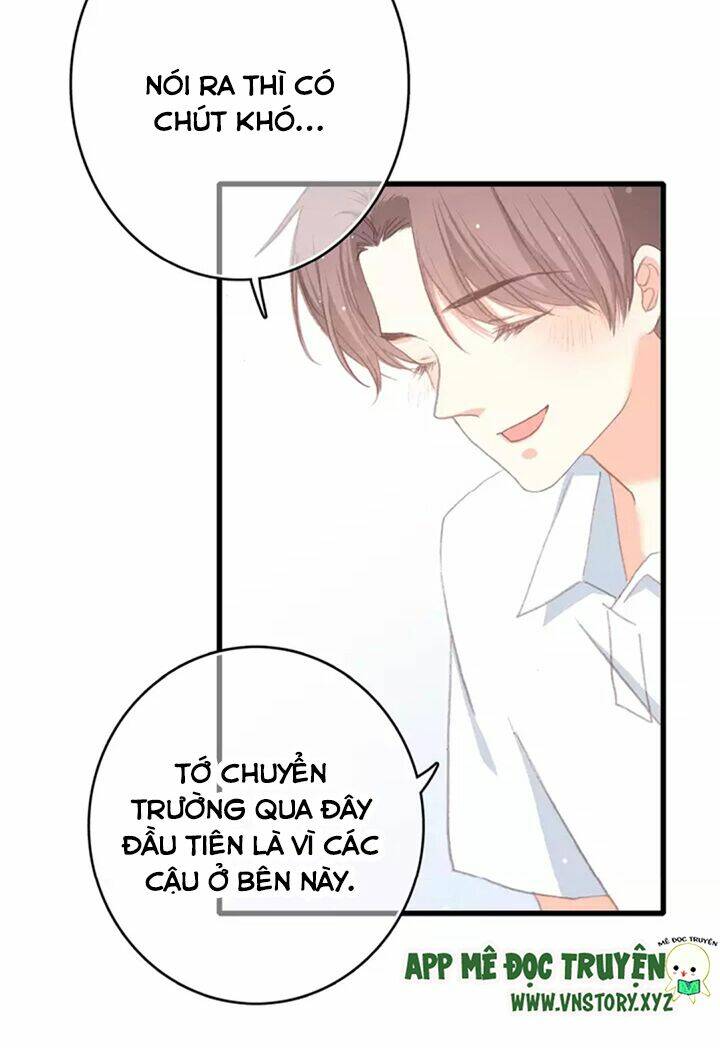 NÓI RA THÌ CÓ
CHÚT KHÓ...
TỚ CHUYỂN
TRƯỜNG QUA ĐÂY
ĐẦU TIÊN LÀ VÌ CÁC
CẬU Ở BÊN NÀY.
MÊ ĐỌC TRUYỆN
APP MÊ ĐỌC TRUYỆN
WWW.VNSTORY.XYZ